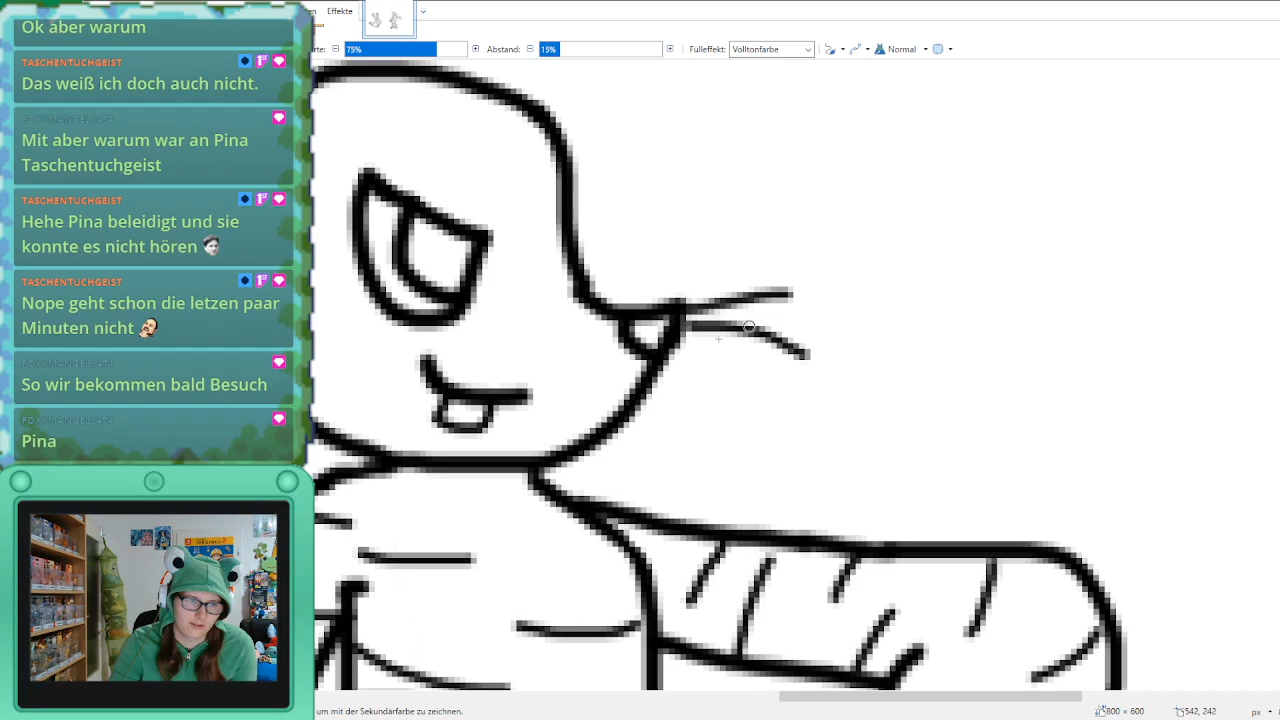 Effekte
75%
Abstand:
15%
Fülleffekt:
Volltonfarbe
Normal
Ok aber warum
TASCHENTUCHGEIST
Das weiß ich doch auch nicht.
Mit aber warum war an Pina
Taschentuchgeist
TASCHENTUCHGEIST
Hehe Pina beleidigt und sie
konnte es nicht hören
TASCHENTUCHGEIST
Nope geht schon die letzen paar
Minuten nicht
So wir bekommen bald Besuch
Pina
um mit der Sekundärfarbe zu zeichnen.
800 × 600
542, 242
px